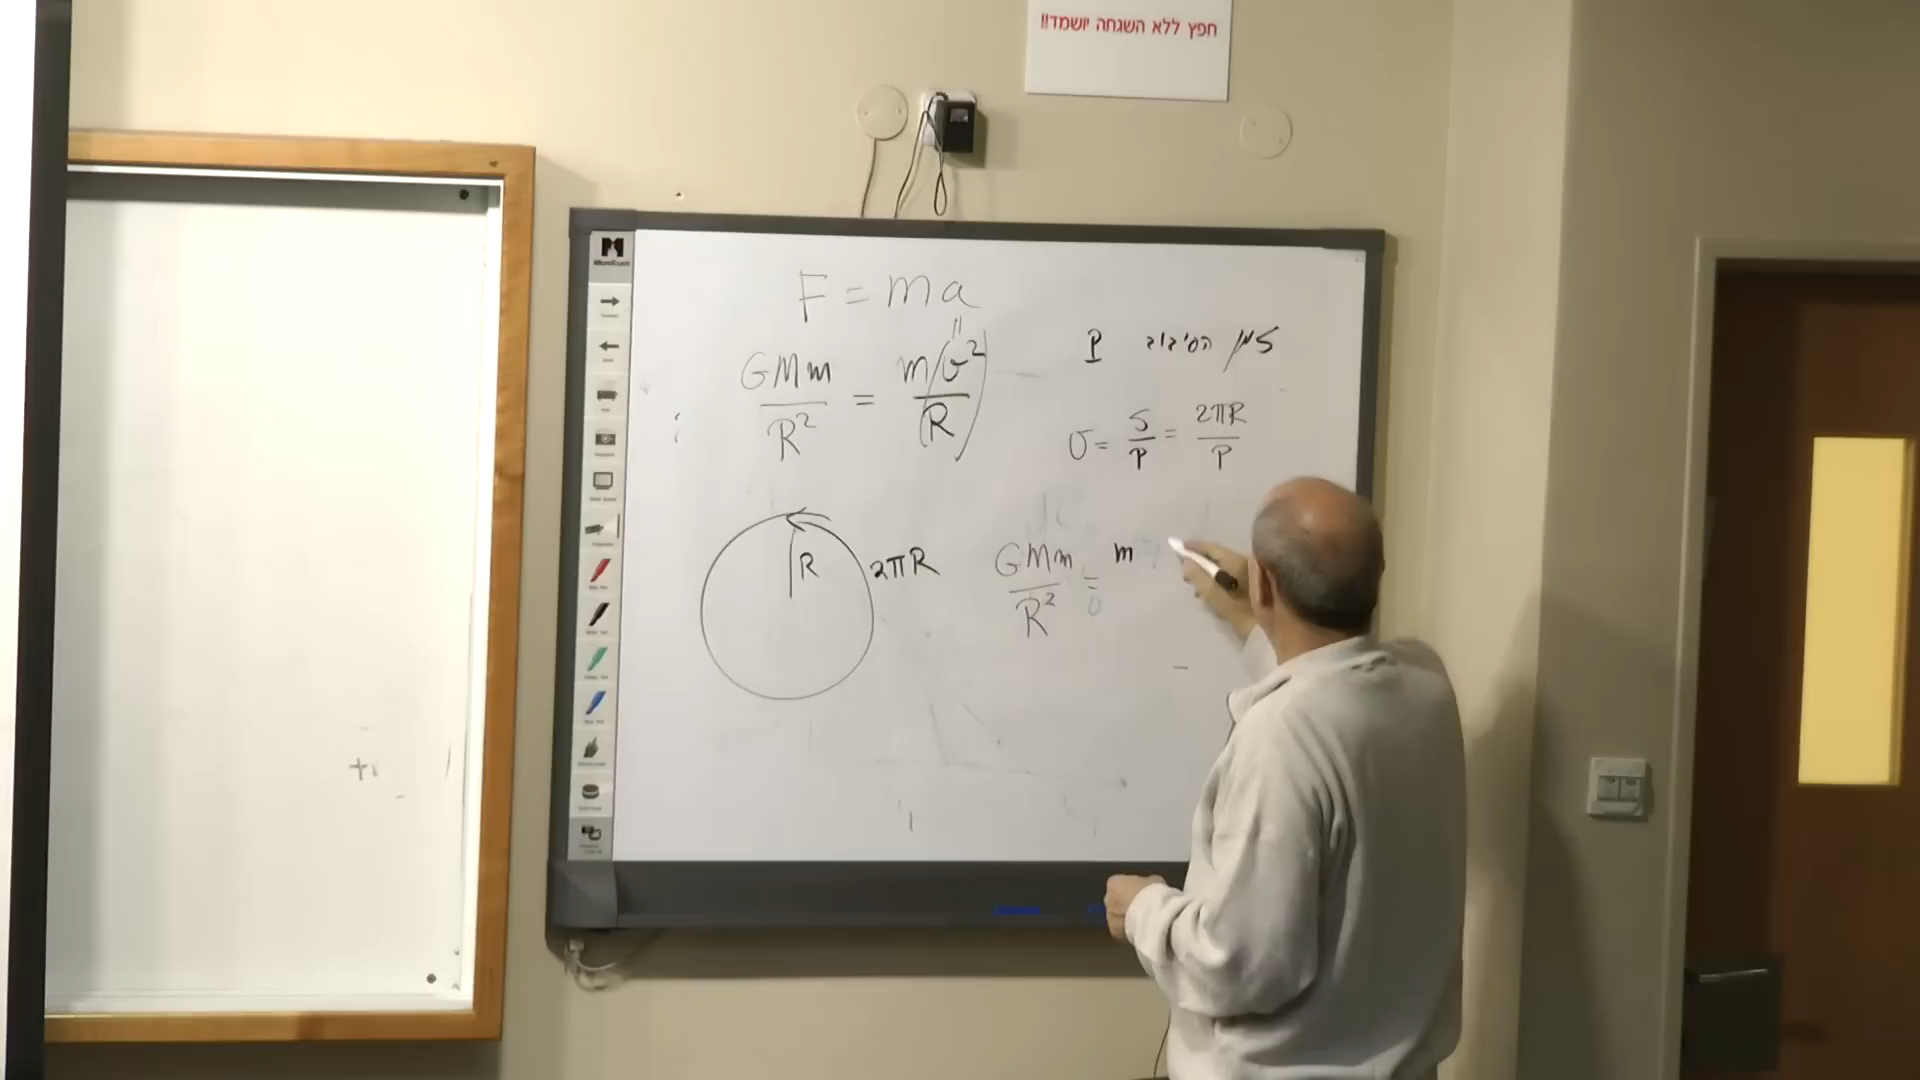 חפץ ללא השגחה יושמד!!
F = ma
GMm/R² = m(v²/R)
זמן הסיבוב P
v = S/P = 2πR/P
R
2πR
GMm/R² = m